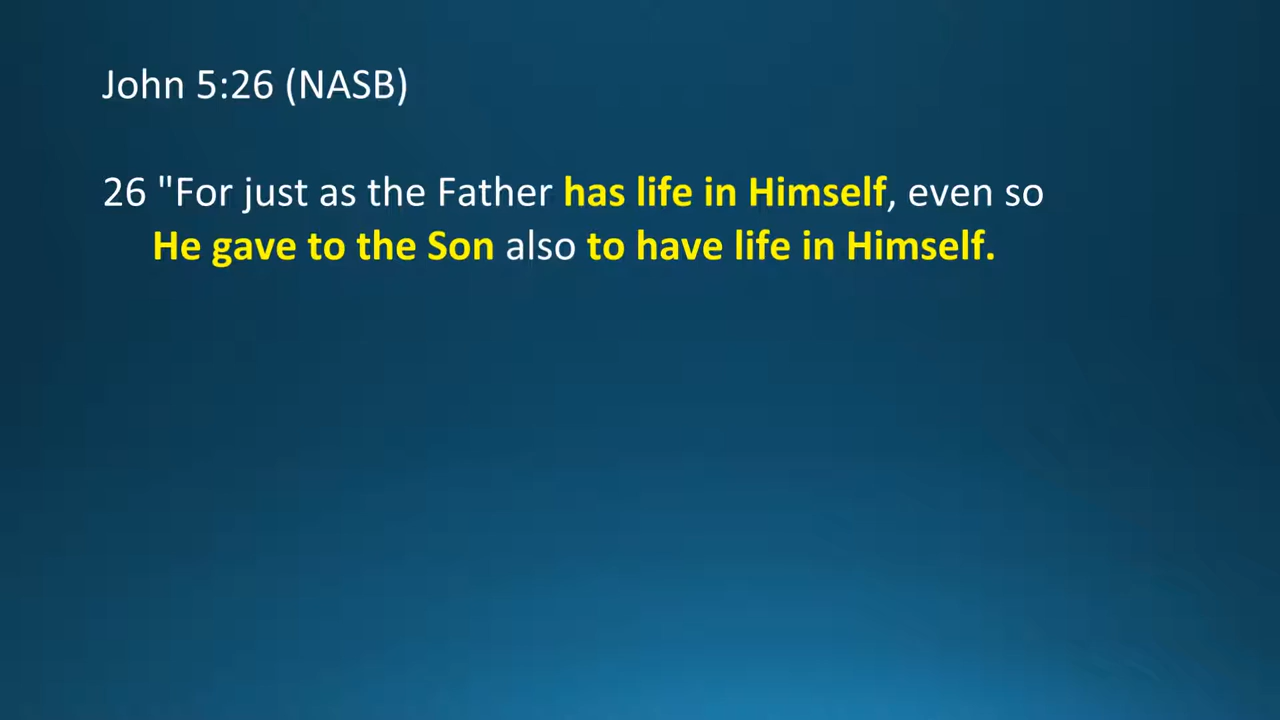 John 5:26 (NASB)
26 "For just as the Father has life in Himself, even so
He gave to the Son also to have life in Himself.